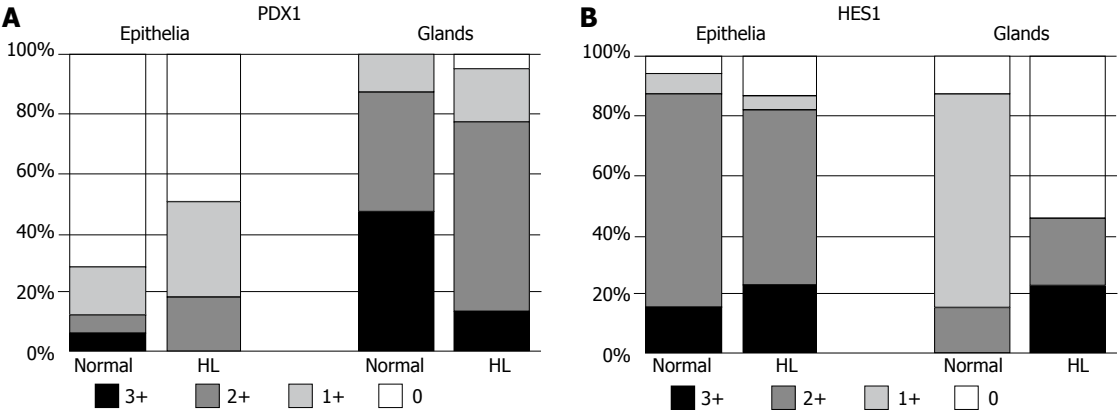 A
PDX1
Epithelia Glands
100%
80%
60%
40%
20%
0%
Normal HL Normal HL
3+ 2+ 1+ 0
B
HES1
Epithelia Glands
100%
80%
60%
40%
20%
0%
Normal HL Normal HL
3+ 2+ 1+ 0